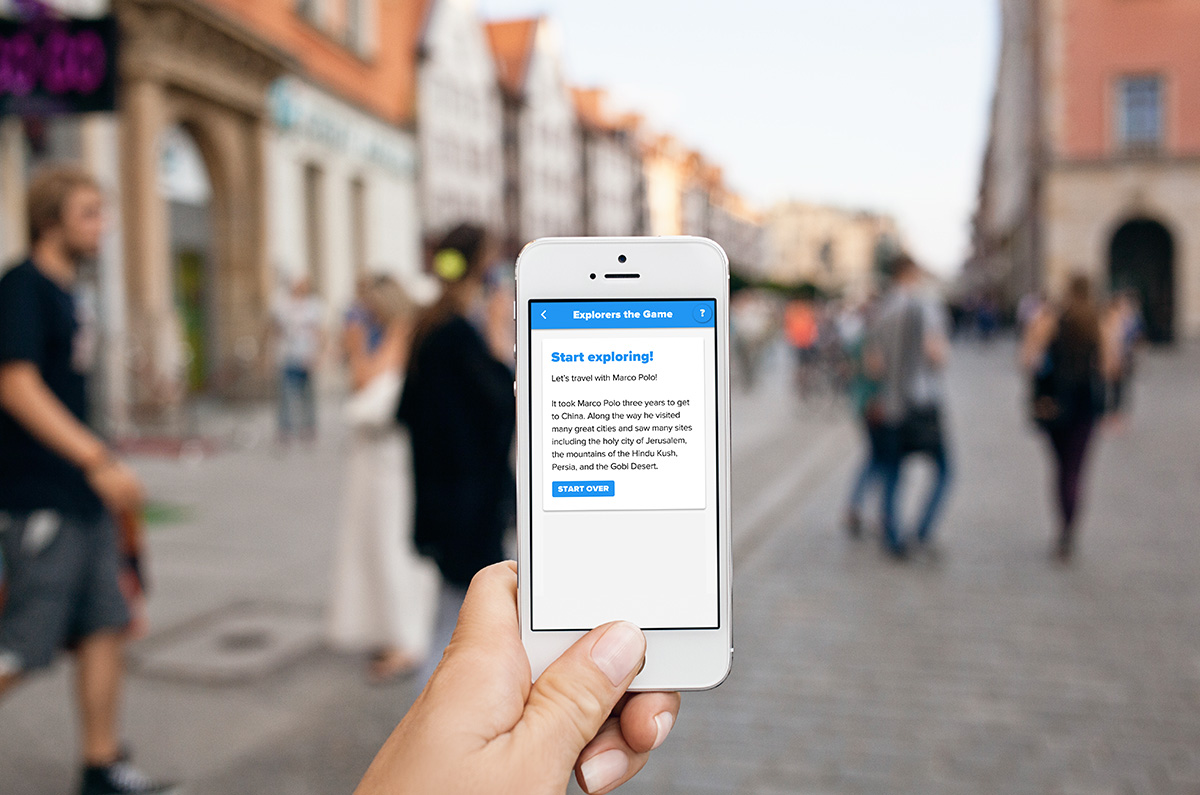 Explorers the Game
?
Start exploring!
Let's travel with Marco Polo!
It took Marco Polo three years to get
to China. Along the way he visited
many great cities and saw many sites
including the holy city of Jerusalem,
the mountains of the Hindu Kush,
Persia, and the Gobi Desert.
START OVER